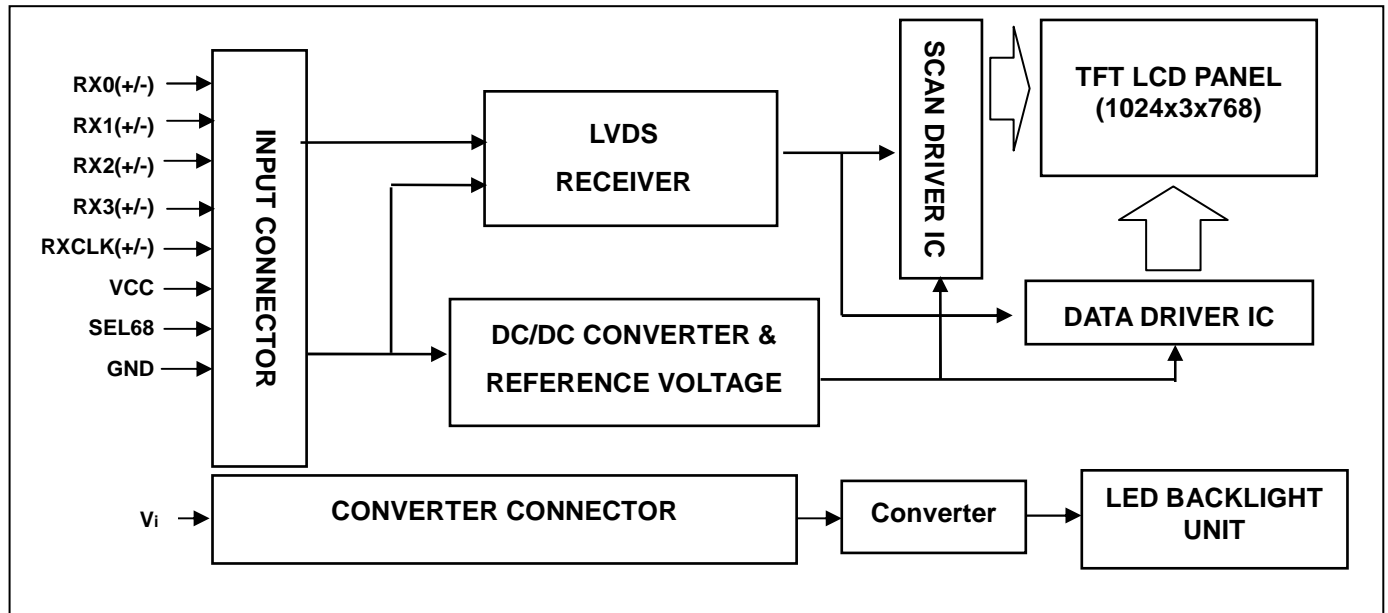 RX0(+/-)
RX1(+/-)
RX2(+/-)
RX3(+/-)
RXCLK(+/-)
VCC
SEL68
GND
INPUT CONNECTOR
LVDS
RECEIVER
DC/DC CONVERTER &
REFERENCE VOLTAGE
SCAN DRIVER IC
TFT LCD PANEL
(1024x3x768)
DATA DRIVER IC
Vi
CONVERTER CONNECTOR
Converter
LED BACKLIGHT
UNIT